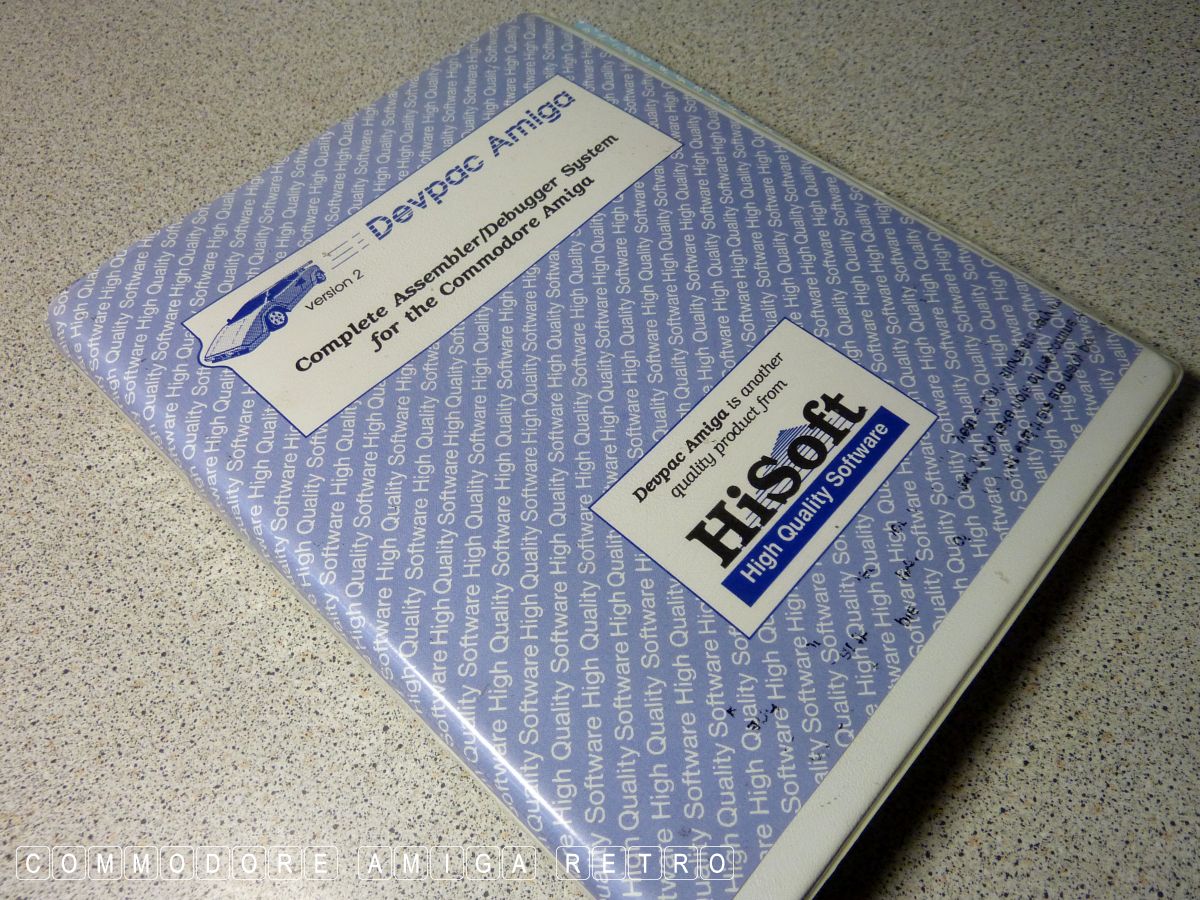 Devpac Amiga
version 2
Complete Assembler/Debugger System
for the Commodore Amiga
Devpac Amiga is another
quality product from
HiSoft
High Quality Software
COMMODORE AMIGA RETRO